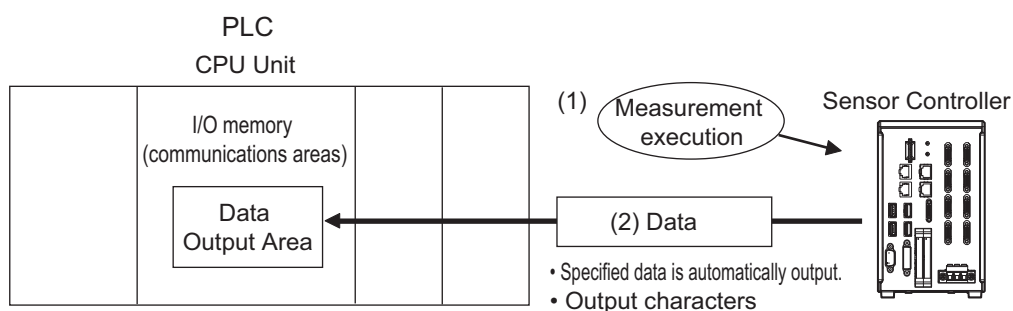 PLC
CPU Unit
I/O memory
(communications areas)
Data
Output Area
(1)
Measurement
execution
Sensor Controller
(2) Data
• Specified data is automatically output.
• Output characters